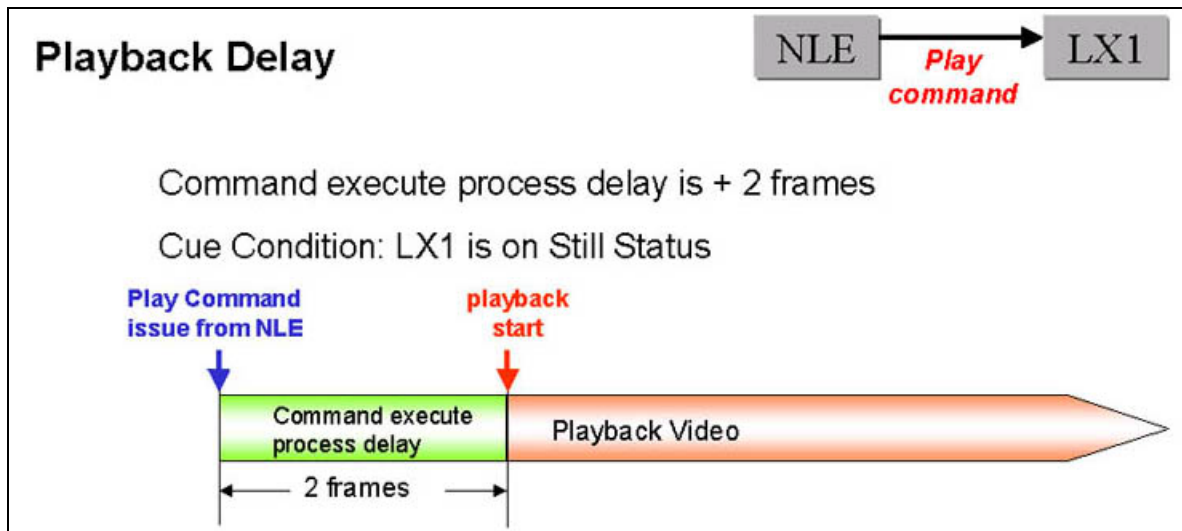 Playback Delay
NLE
LX1
Play
command
Command execute process delay is + 2 frames
Cue Condition: LX1 is on Still Status
Play Command
issue from NLE
playback
start
Command execute
process delay
Playback Video
2 frames